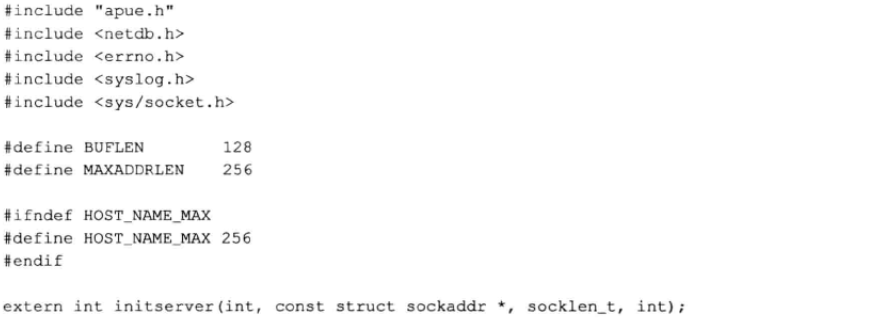 #include "apue.h"
#include <netdb.h>
#include <errno.h>
#include <syslog.h>
#include <sys/socket.h>
#define BUFLEN 128
#define MAXADDRLEN 256
#ifndef HOST_NAME_MAX
#define HOST_NAME_MAX 256
#endif
extern int initserver(int, const struct sockaddr *, socklen_t, int);